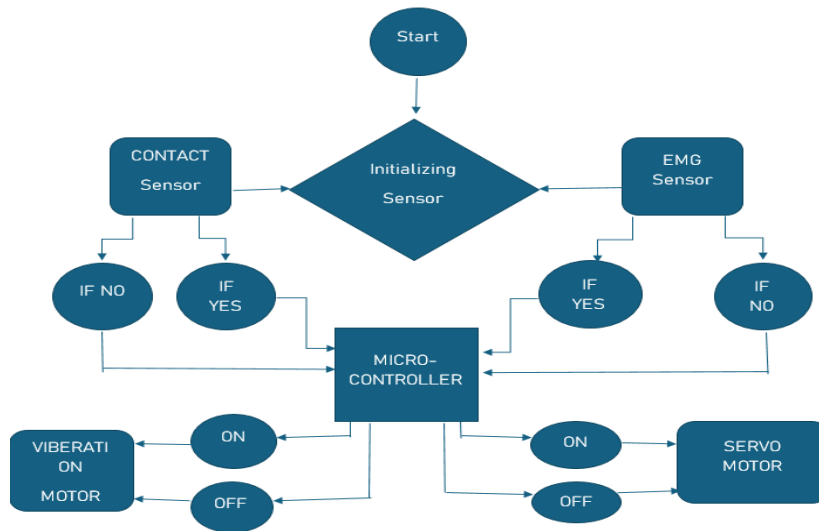 Start
CONTACT
Sensor
Initializing
Sensor
EMG
Sensor
IF NO
IF
YES
IF
YES
IF
NO
MICRO-
CONTROLLER
VIBERATI
ON
MOTOR
ON
OFF
ON
OFF
SERVO
MOTOR